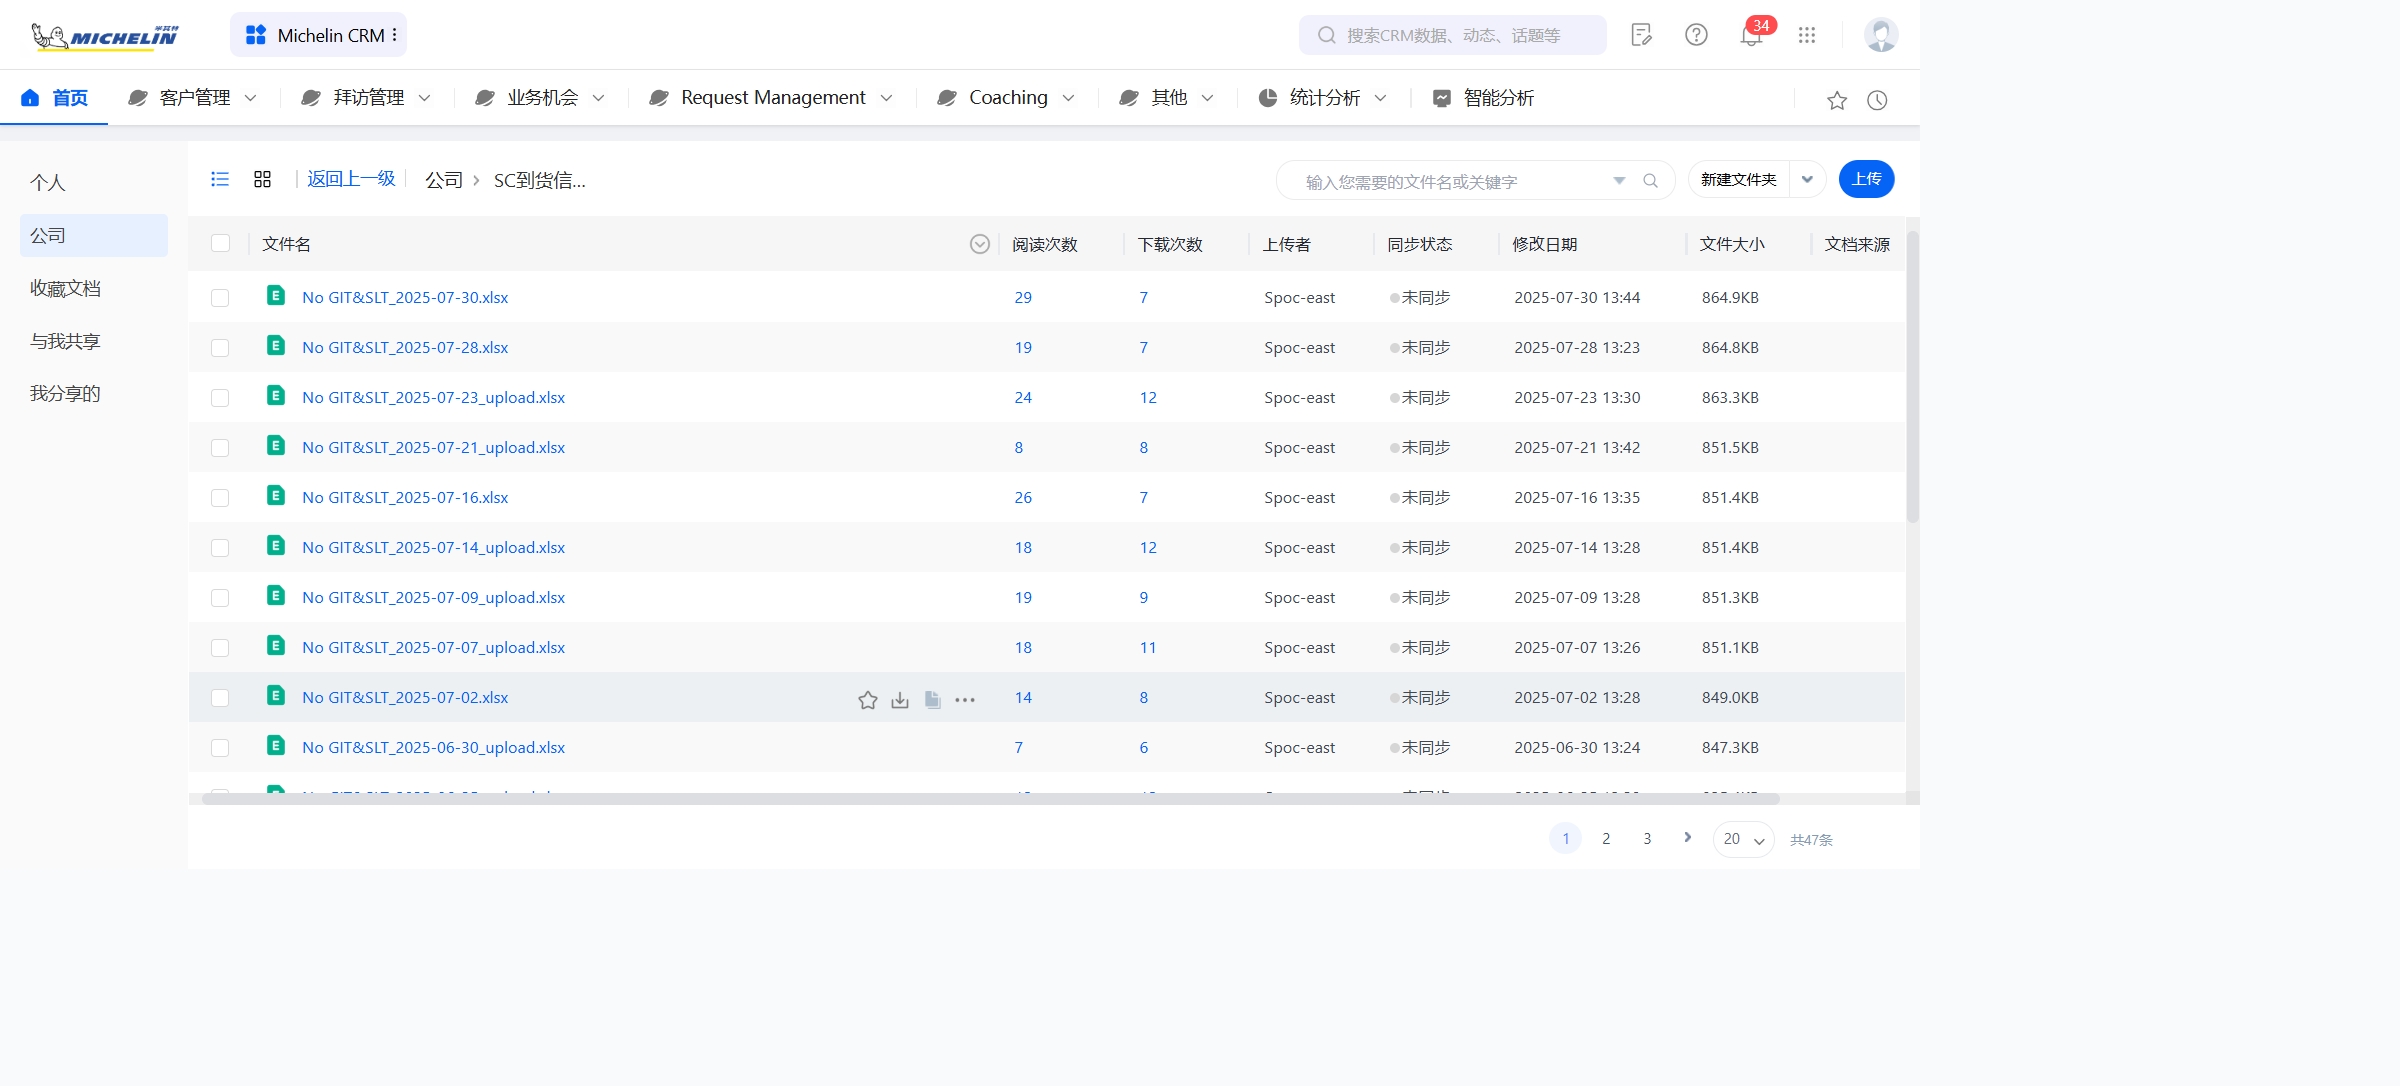 MICHELIN 米其林
Michelin CRM
搜索CRM数据、动态、话题等
34
首页 客户管理 拜访管理 业务机会 Request Management Coaching 其他 统计分析 智能分析
个人
公司
收藏文档
与我共享
我分享的
返回上一级 公司 SC到货信...
输入您需要的文件名或关键字
新建文件夹
上传
文件名 阅读次数 下载次数 上传者 同步状态 修改日期 文件大小 文档来源
No GIT&SLT_2025-07-30.xlsx 29 7 Spoc-east 未同步 2025-07-30 13:44 864.9KB
No GIT&SLT_2025-07-28.xlsx 19 7 Spoc-east 未同步 2025-07-28 13:23 864.8KB
No GIT&SLT_2025-07-23_upload.xlsx 24 12 Spoc-east 未同步 2025-07-23 13:30 863.3KB
No GIT&SLT_2025-07-21_upload.xlsx 8 8 Spoc-east 未同步 2025-07-21 13:42 851.5KB
No GIT&SLT_2025-07-16.xlsx 26 7 Spoc-east 未同步 2025-07-16 13:35 851.4KB
No GIT&SLT_2025-07-14_upload.xlsx 18 12 Spoc-east 未同步 2025-07-14 13:28 851.4KB
No GIT&SLT_2025-07-09_upload.xlsx 19 9 Spoc-east 未同步 2025-07-09 13:28 851.3KB
No GIT&SLT_2025-07-07_upload.xlsx 18 11 Spoc-east 未同步 2025-07-07 13:26 851.1KB
No GIT&SLT_2025-07-02.xlsx 14 8 Spoc-east 未同步 2025-07-02 13:28 849.0KB
No GIT&SLT_2025-06-30_upload.xlsx 7 6 Spoc-east 未同步 2025-06-30 13:24 847.3KB
1 2 3 20 共47条